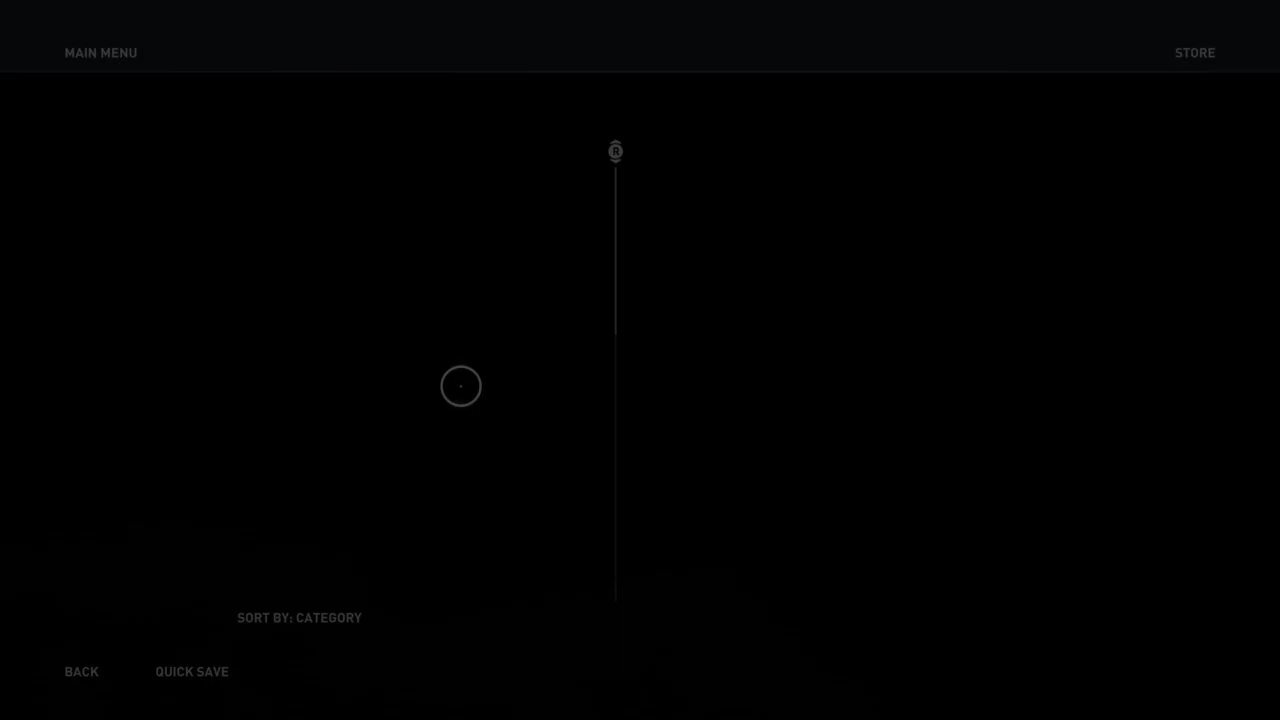 MAIN MENU
STORE
R
SORT BY: CATEGORY
BACK
QUICK SAVE